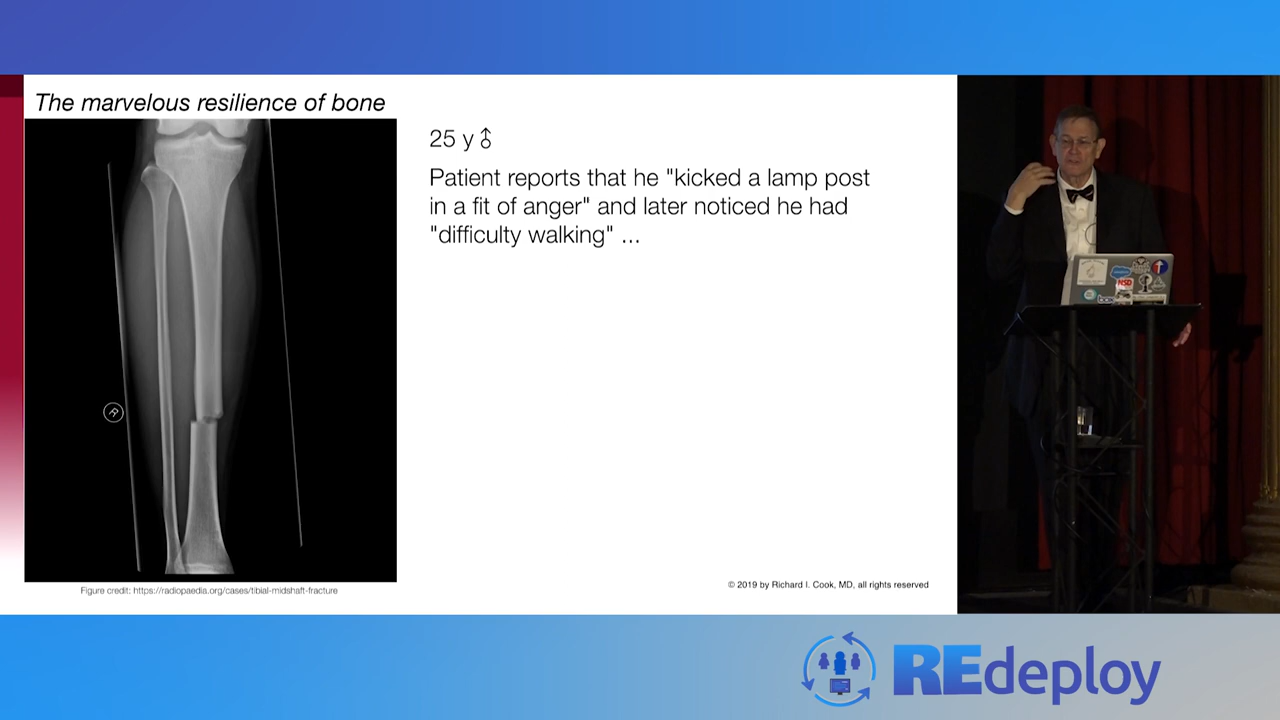 The marvelous resilience of bone
25 y ♂
Patient reports that he "kicked a lamp post
in a fit of anger" and later noticed he had
"difficulty walking" ...
R
Figure credit: https://radiopaedia.org/cases/tibial-midshaft-fracture
© 2019 by Richard I. Cook, MD, all rights reserved
NSD
REdeploy